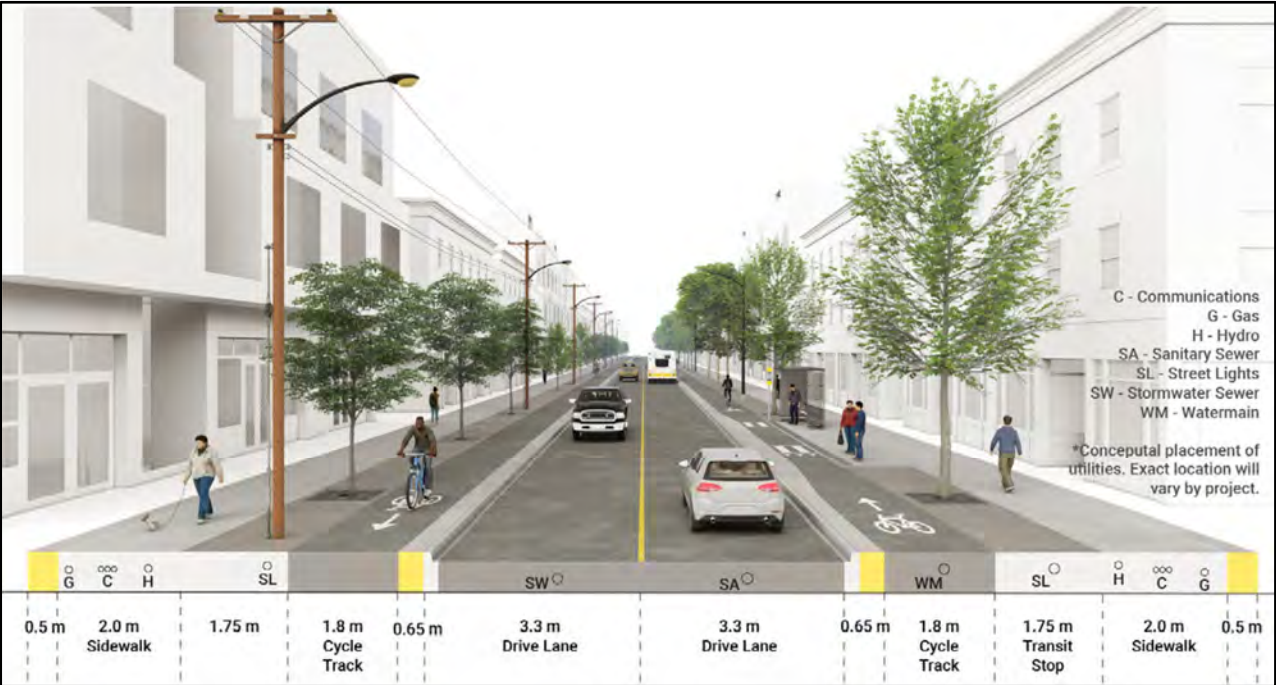 C - Communications
G - Gas
H - Hydro
SA - Sanitary Sewer
SL - Street Lights
SW - Stormwater Sewer
WM - Watermain
*Conceputal placement of
utilities. Exact location will
vary by project.
G C H SL SW SA WM SL H C G
0.5 m 2.0 m 1.75 m 1.8 m 0.65 m 3.3 m 3.3 m 0.65 m 1.8 m 1.75 m 2.0 m 0.5 m
Sidewalk Cycle Drive Lane Drive Lane Cycle Transit Sidewalk
Track Track Stop